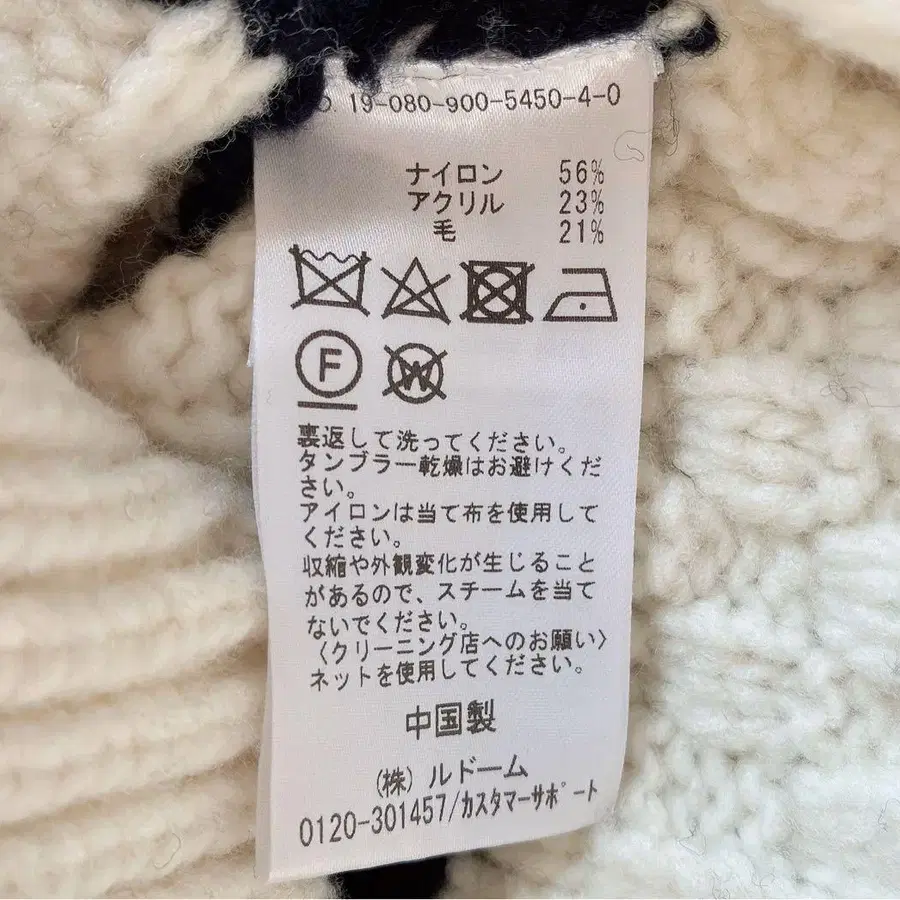 19-080-900-5450-4-0
ナイロン 56%
アクリル 23%
毛 21%
F
W
裏返して洗ってください。
タンブラー乾燥はお避けくだ
さい。
アイロンは当て布を使用して
ください。
収縮や外観変化が生じること
があるので、スチームを当て
ないでください。
〈クリーニング店へのお願い〉
ネットを使用してください。
中国製
(株)ルドーム
0120-301457/カスタマーサポート